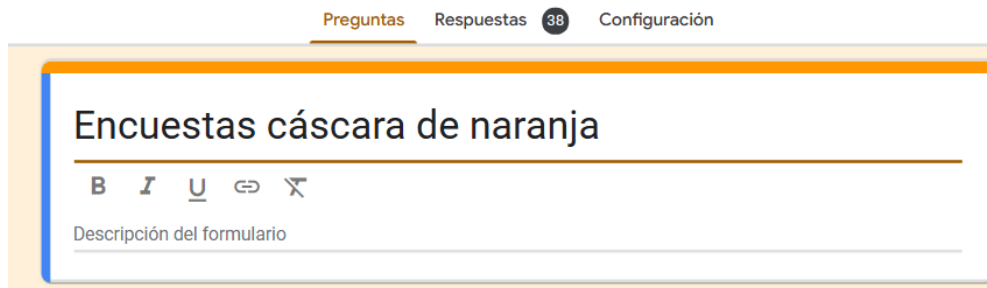 Preguntas Respuestas 38 Configuración
Encuestas cáscara de naranja
B I U
Descripción del formulario